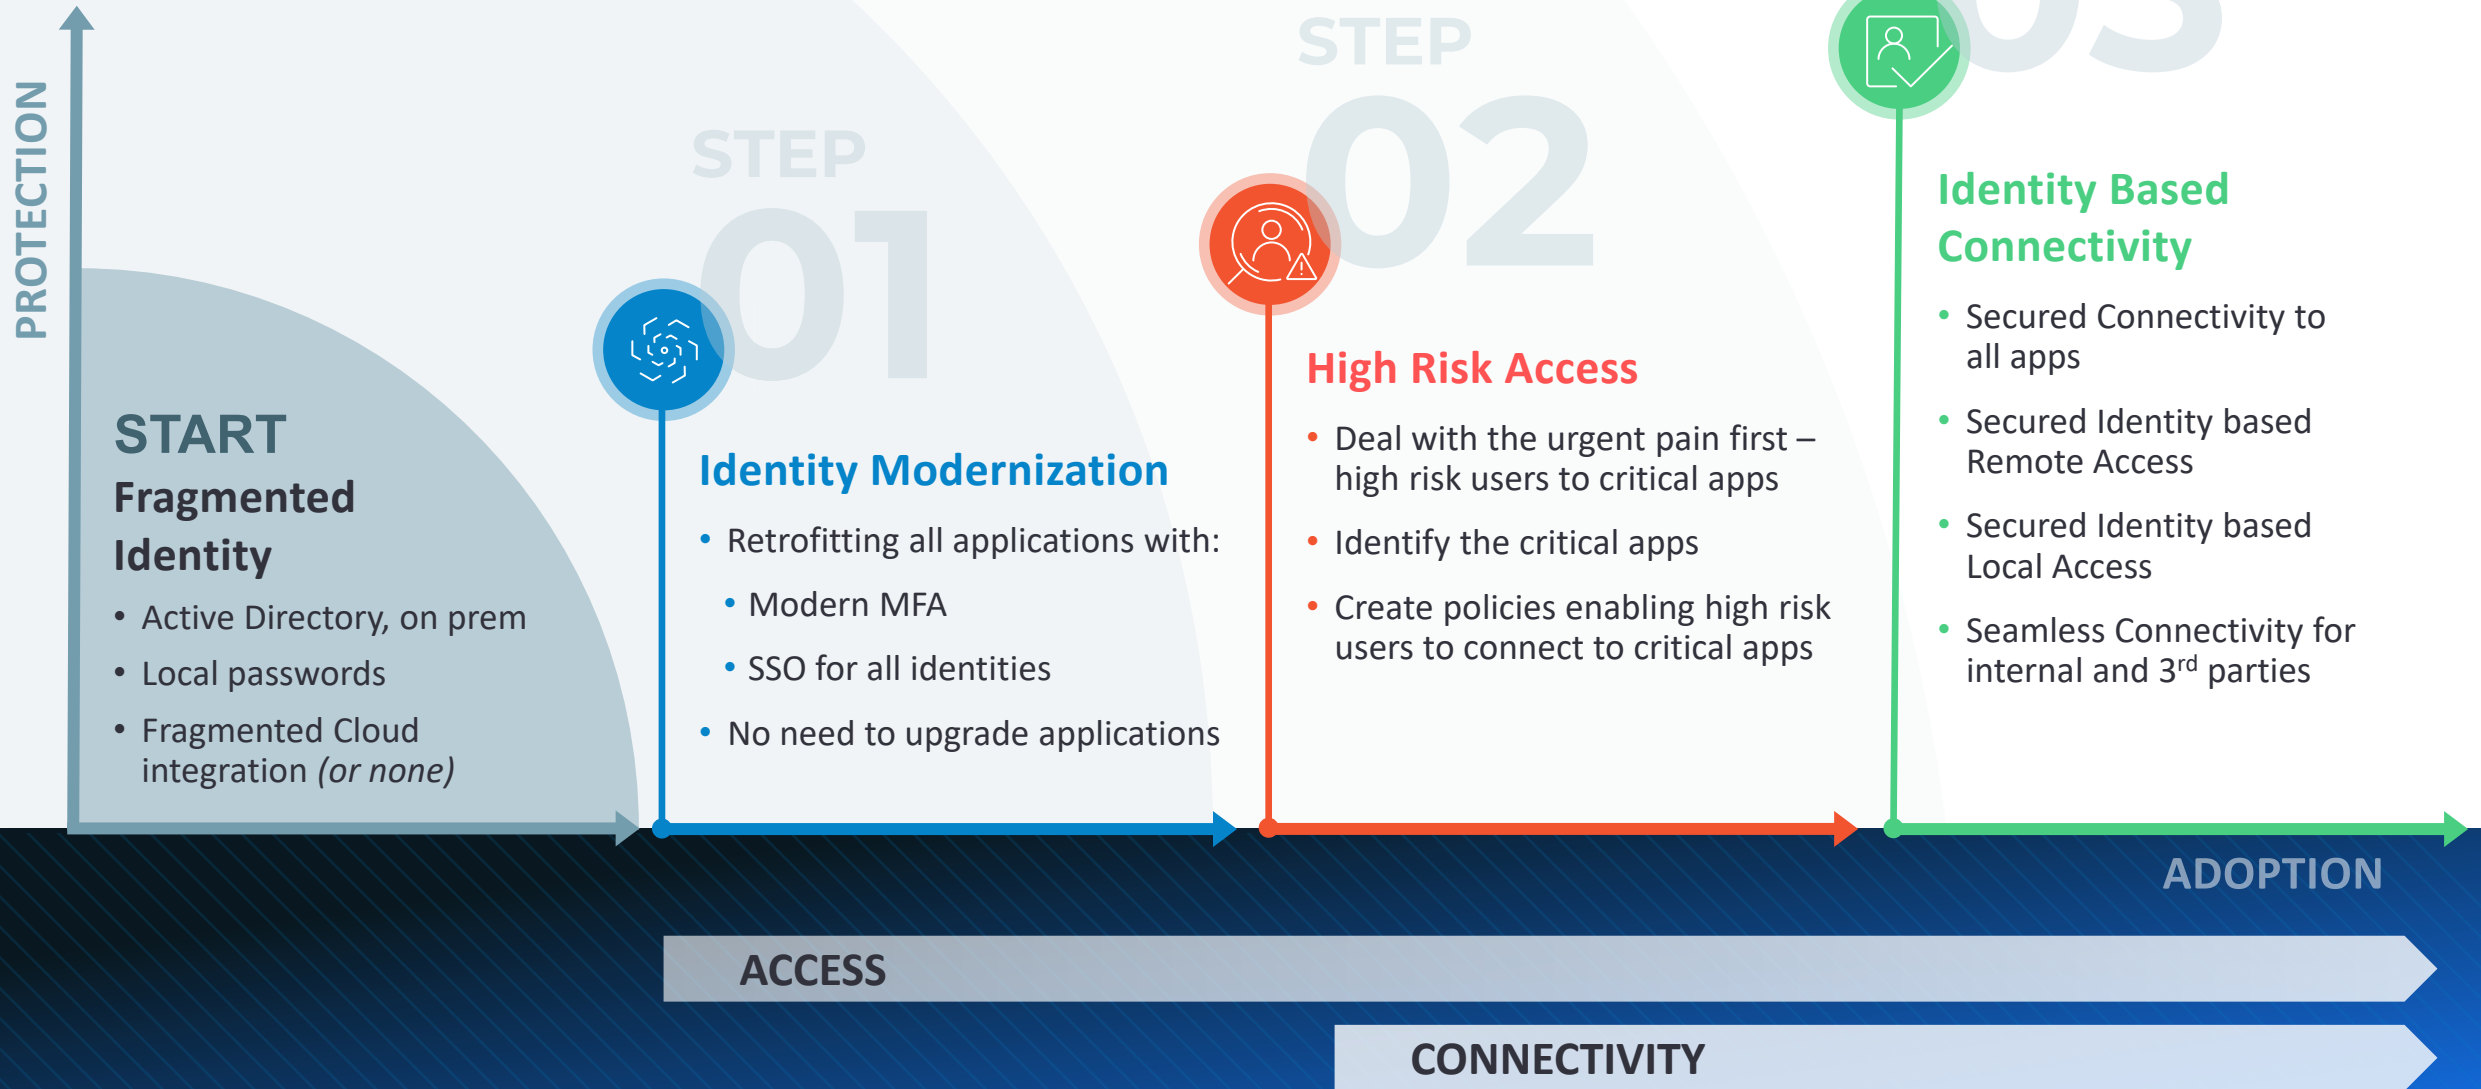 PROTECTION
START
Fragmented
Identity
• Active Directory, on prem
• Local passwords
• Fragmented Cloud
integration (or none)
STEP
01
Identity Modernization
• Retrofitting all applications with:
• Modern MFA
• SSO for all identities
• No need to upgrade applications
STEP
02
High Risk Access
• Deal with the urgent pain first –
high risk users to critical apps
• Identify the critical apps
• Create policies enabling high risk
users to connect to critical apps
03
Identity Based
Connectivity
• Secured Connectivity to
all apps
• Secured Identity based
Remote Access
• Secured Identity based
Local Access
• Seamless Connectivity for
internal and 3rd parties
ADOPTION
ACCESS
CONNECTIVITY